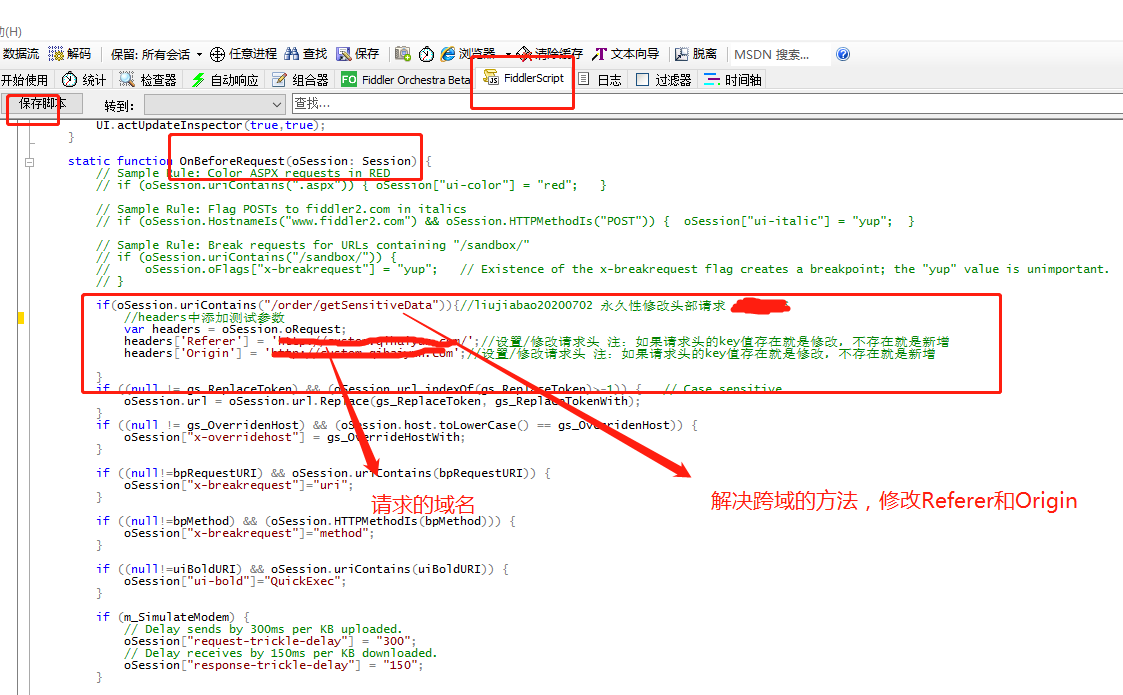 (H)
数据流 解码 保留: 所有会话 任意进程 查找 保存 浏览器 清除缓存 文本向导 脱离 MSDN 搜索...
开始使用 统计 检查器 自动响应 组合器 FO Fiddler Orchestra Beta JS FiddlerScript 日志 过滤器 时间轴
保存脚本 转到: 查找...
UI.actUpdateInspector(true,true);
}
static function OnBeforeRequest(oSession: Session) {
// Sample Rule: Color ASPX requests in RED
// if (oSession.uriContains(".aspx")) { oSession["ui-color"] = "red"; }
// Sample Rule: Flag POSTs to fiddler2.com in italics
// if (oSession.HostnameIs("www.fiddler2.com") && oSession.HTTPMethodIs("POST")) { oSession["ui-italic"] = "yup"; }
// Sample Rule: Break requests for URLs containing "/sandbox/"
// if (oSession.uriContains("/sandbox/")) {
// oSession.oFlags["x-breakrequest"] = "yup"; // Existence of the x-breakrequest flag creates a breakpoint; the "yup" value is unimportant.
// }
if(oSession.uriContains("/order/getSensitiveData")){//liujiabao20200702 永久性修改头部请求
//headers中添加测试参数
var headers = oSession.oRequest;
headers['Referer'] = '/';//设置/修改请求头 注: 如果请求头的key值存在就是修改，不存在就是新增
headers['Origin'] = '.com';//设置/修改请求头 注: 如果请求头的key值存在就是修改，不存在就是新增
}
if ((null != gs_ReplaceToken) && (oSession.url.indexOf(gs_ReplaceToken)>-1)) { // Case sensitive
oSession.url = oSession.url.Replace(gs_ReplaceToken, gs_ReplaceTokenWith);
}
if ((null != gs_OverridenHost) && (oSession.host.toLowerCase() == gs_OverridenHost)) {
oSession["x-overridehost"] = gs_OverrideHostWith;
}
if ((null!=bpRequestURI) && oSession.uriContains(bpRequestURI)) {
oSession["x-breakrequest"]="uri";
}
请求的域名
解决跨域的方法，修改Referer和Origin
if ((null!=bpMethod) && (oSession.HTTPMethodIs(bpMethod))) {
oSession["x-breakrequest"]="method";
}
if ((null!=uiBoldURI) && oSession.uriContains(uiBoldURI)) {
oSession["ui-bold"]="QuickExec";
}
if (m_SimulateModem) {
// Delay sends by 300ms per KB uploaded.
oSession["request-trickle-delay"] = "300";
// Delay receives by 150ms per KB downloaded.
oSession["response-trickle-delay"] = "150";
}